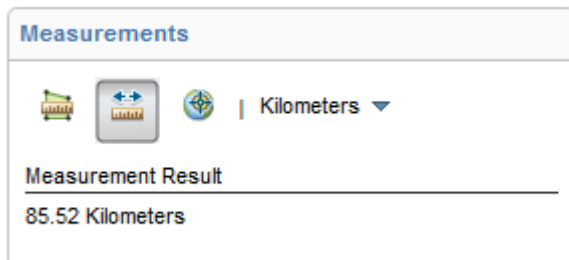 Measurements
| Kilometers
Measurement Result
85.52 Kilometers